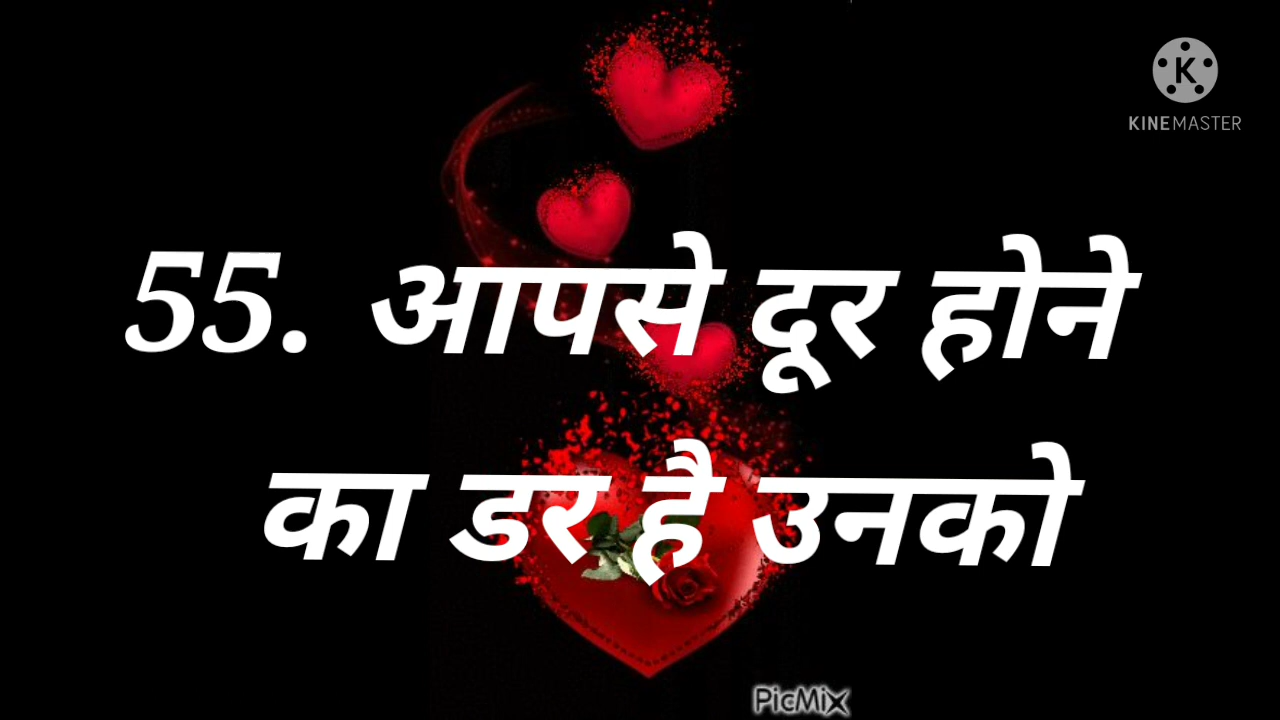 KINEMASTER
55. आपसे दूर होने
का डर है उनको
PicMix